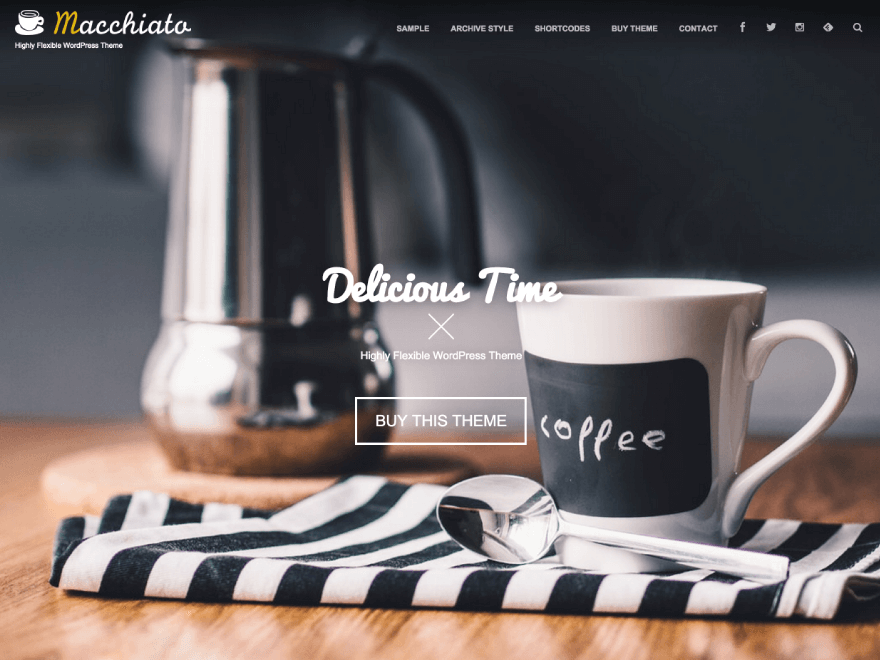 Macchiato
Highly Flexible WordPress Theme
SAMPLE ARCHIVE STYLE SHORTCODES BUY THEME CONTACT
Delicious Time
Highly Flexible WordPress Theme
BUY THIS THEME
coffee